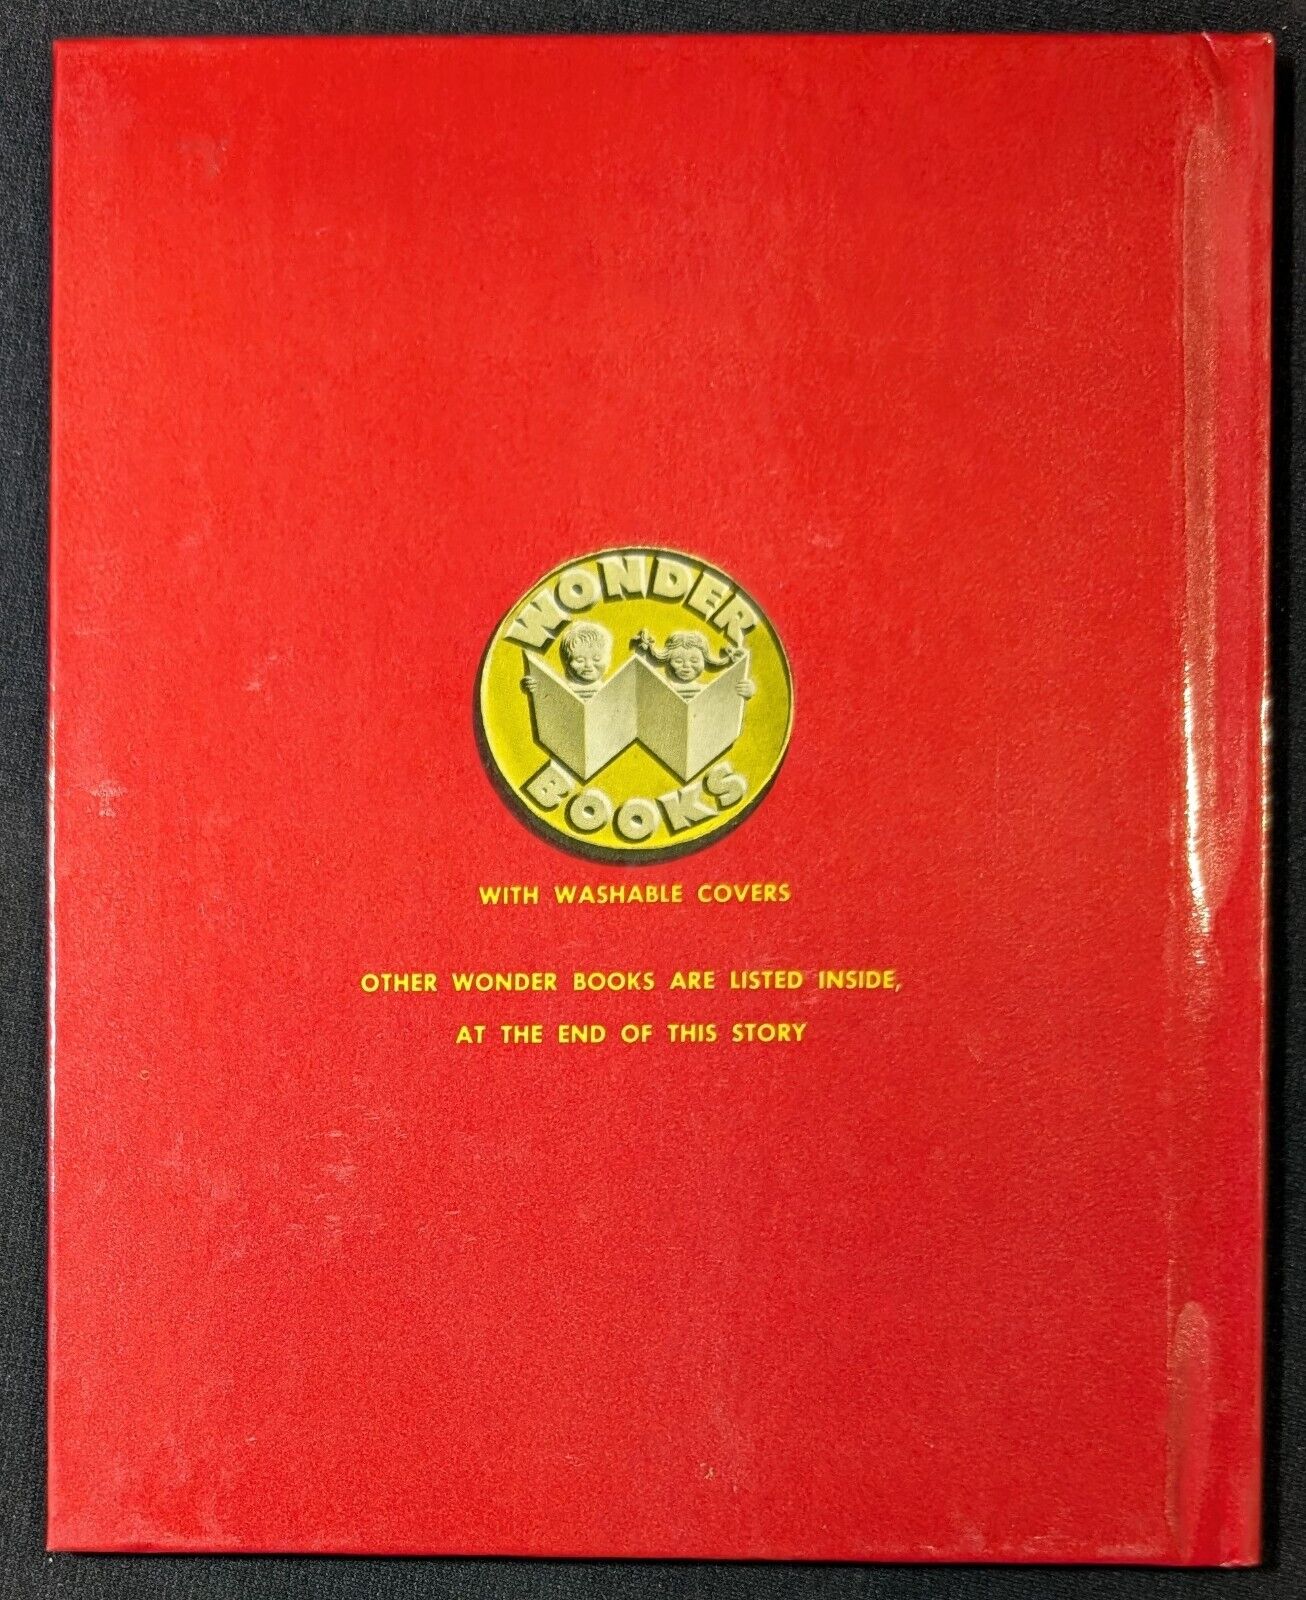 WONDER
BOOKS
WITH WASHABLE COVERS
OTHER WONDER BOOKS ARE LISTED INSIDE,
AT THE END OF THIS STORY